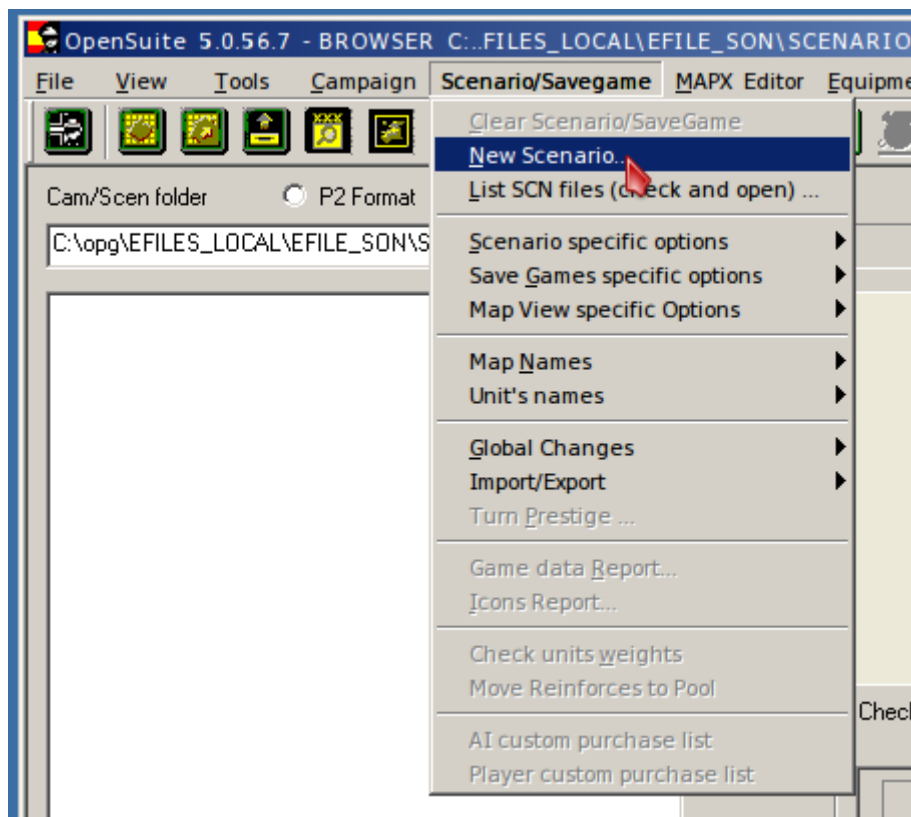 OpenSuite 5.0.56.7 - BROWSER C:..FILES_LOCAL\EFILE_SON\SCENARIO
File View Tools Campaign Scenario/Savegame MAPX Editor Equipme
XXX
Clear Scenario/SaveGame
New Scenario..
List SCN files (check and open) ...
Cam/Scen folder P2 Format
C:\opg\EFILES_LOCAL\EFILE_SON\S
Scenario specific options
Save Games specific options
Map View specific Options
Map Names
Unit's names
Global Changes
Import/Export
Turn Prestige ...
Game data Report...
Icons Report...
Check units weights
Move Reinforces to Pool
Chec
AI custom purchase list
Player custom purchase list